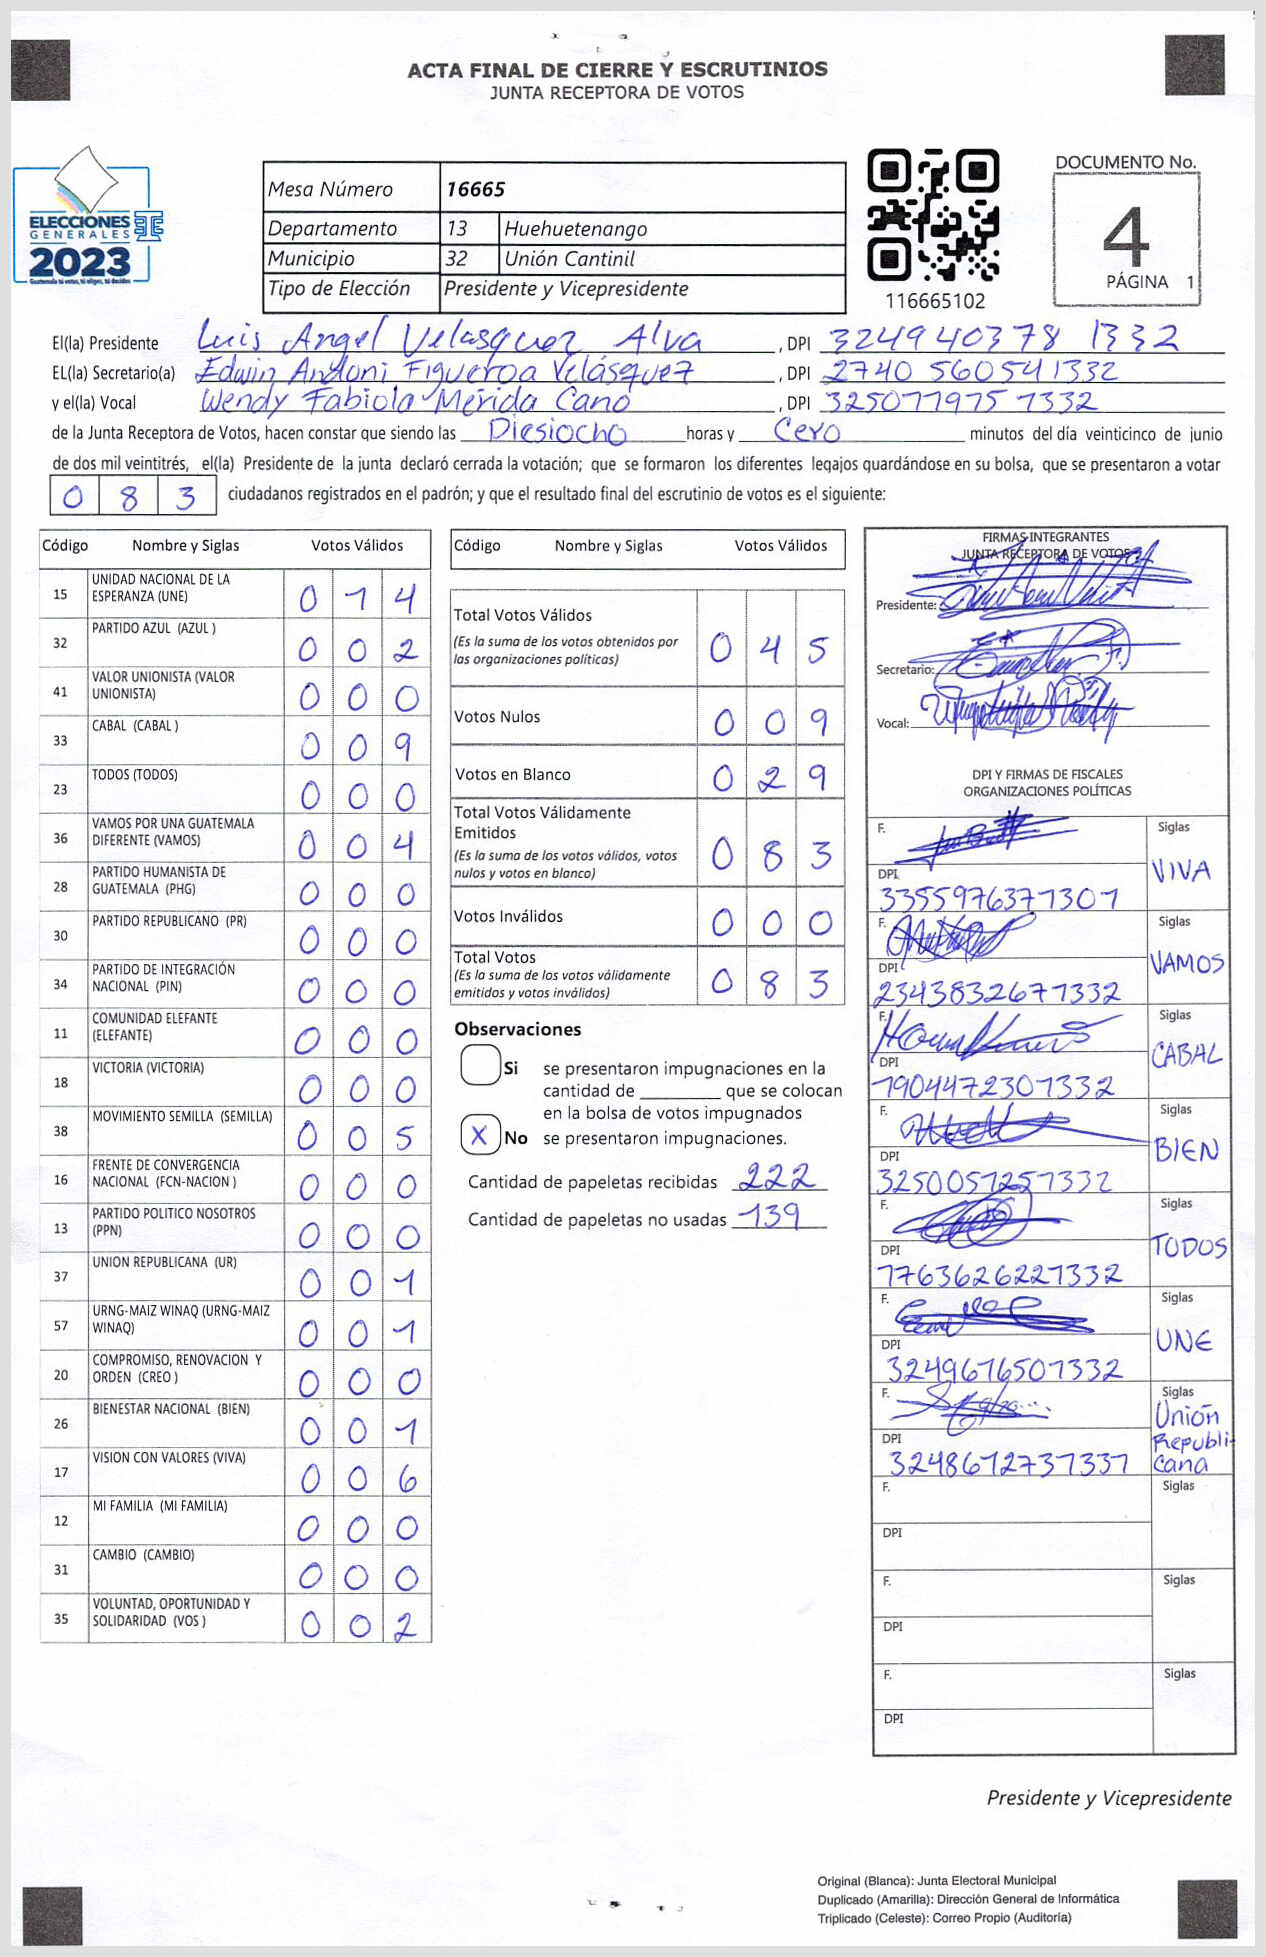 ACTA FINAL DE CIERRE Y ESCRUTINIOS
JUNTA RECEPTORA DE VOTOS
ELECCIONES
GENERALES
2023
Guatemala tú votas, tú eliges, tú decides
Mesa Número 16665
Departamento 13 Huehuetenango
Municipio 32 Unión Cantinil
Tipo de Elección Presidente y Vicepresidente
116665102
DOCUMENTO No.
4
PÁGINA 1
El(la) Presidente Luis Angel Velasquez Alva, DPI 324940378 1332
EL(la) Secretario(a) Edwin Antoni Figueroa Velásquez, DPI 2740 560541332
y el(la) Vocal Wendy Fabiola Mérida Cano, DPI 325077975 1332
de la Junta Receptora de Votos, hacen constar que siendo las Diesiocho horas y Cero minutos del día veinticinco de junio
de dos mil veintitrés, el(la) Presidente de la junta declaró cerrada la votación; que se formaron los diferentes legajos guardándose en su bolsa, que se presentaron a votar
0 8 3 ciudadanos registrados en el padrón; y que el resultado final del escrutinio de votos es el siguiente:
Código Nombre y Siglas Votos Válidos
15 UNIDAD NACIONAL DE LA ESPERANZA (UNE) 0 1 4
32 PARTIDO AZUL (AZUL ) 0 0 2
41 VALOR UNIONISTA (VALOR UNIONISTA) 0 0 0
33 CABAL (CABAL ) 0 0 9
23 TODOS (TODOS) 0 0 0
36 VAMOS POR UNA GUATEMALA DIFERENTE (VAMOS) 0 0 4
28 PARTIDO HUMANISTA DE GUATEMALA (PHG) 0 0 0
30 PARTIDO REPUBLICANO (PR) 0 0 0
34 PARTIDO DE INTEGRACIÓN NACIONAL (PIN) 0 0 0
11 COMUNIDAD ELEFANTE (ELEFANTE) 0 0 0
18 VICTORIA (VICTORIA) 0 0 0
38 MOVIMIENTO SEMILLA (SEMILLA) 0 0 5
16 FRENTE DE CONVERGENCIA NACIONAL (FCN-NACION ) 0 0 0
13 PARTIDO POLITICO NOSOTROS (PPN) 0 0 0
37 UNION REPUBLICANA (UR) 0 0 1
57 URNG-MAIZ WINAQ (URNG-MAIZ WINAQ) 0 0 1
20 COMPROMISO, RENOVACION Y ORDEN (CREO ) 0 0 0
26 BIENESTAR NACIONAL (BIEN) 0 0 1
17 VISION CON VALORES (VIVA) 0 0 6
12 MI FAMILIA (MI FAMILIA) 0 0 0
31 CAMBIO (CAMBIO) 0 0 0
35 VOLUNTAD, OPORTUNIDAD Y SOLIDARIDAD (VOS ) 0 0 2
Código Nombre y Siglas Votos Válidos
Total Votos Válidos 0 4 5
(Es la suma de los votos obtenidos por
las organizaciones políticas)
Votos Nulos 0 0 9
Votos en Blanco 0 2 9
Total Votos Válidamente
Emitidos 0 8 3
(Es la suma de los votos válidos, votos
nulos y votos en blanco)
Votos Inválidos 0 0 0
Total Votos 0 8 3
(Es la suma de los votos válidamente
emitidos y votos inválidos)
Observaciones
Si se presentaron impugnaciones en la
cantidad de ________ que se colocan
en la bolsa de votos impugnados
X No se presentaron impugnaciones.
Cantidad de papeletas recibidas 222
Cantidad de papeletas no usadas 139
FIRMAS INTEGRANTES
JUNTA RECEPTORA DE VOTOS
Presidente:
Secretario:
Vocal:
DPI Y FIRMAS DE FISCALES
ORGANIZACIONES POLÍTICAS
F. Siglas
VIVA
DPI
3355976371301
F. Siglas
VAMOS
DPI
2343832671332
F. Siglas
CABAL
DPI
1904472301332
F. Siglas
BIEN
DPI
3250051251332
F. Siglas
TODOS
DPI
1763626221332
F. Siglas
UNE
DPI
3249616501332
F. Siglas
Unión
Republi-
cana
DPI
3248612731331
F. Siglas
DPI
F. Siglas
DPI
F. Siglas
DPI
Presidente y Vicepresidente
Original (Blanca): Junta Electoral Municipal
Duplicado (Amarilla): Dirección General de Informática
Triplicado (Celeste): Correo Propio (Auditoría)